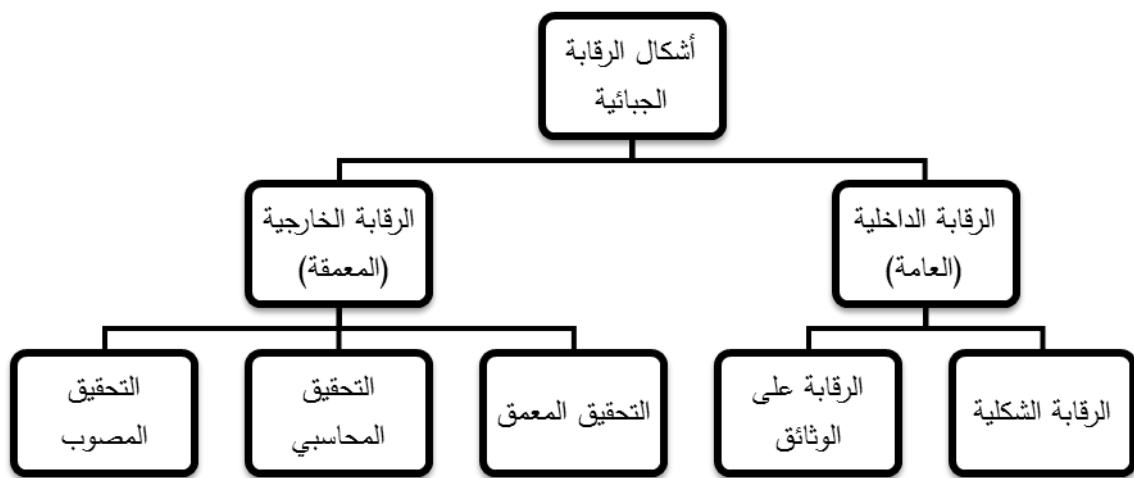 أشكال الرقابة
الجبائية
الرقابة الداخلية
(العامة)
الرقابة الخارجية
(المعمقة)
الرقابة الشكلية
الرقابة على
الوثائق
التحقيق المعمق
التحقيق
المحاسبي
التحقيق
المصوب